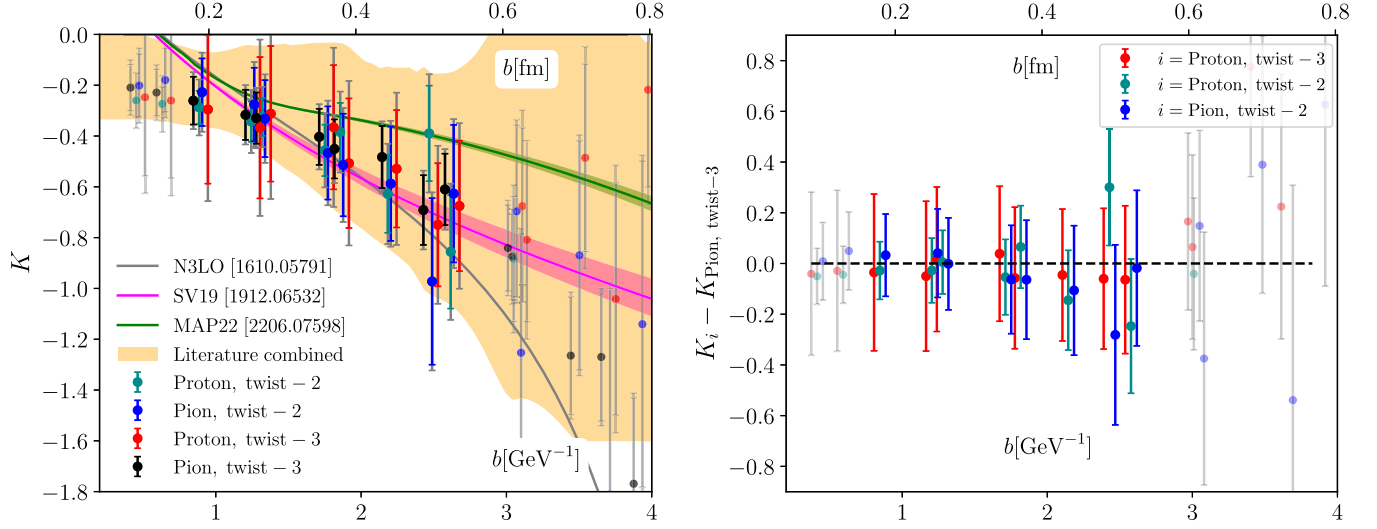 0.2 0.4 0.6 0.8
b[fm]
0.0
−0.2
−0.4
−0.6
−0.8
−1.0
−1.2
−1.4
−1.6
−1.8
K
N3LO [1610.05791]
SV19 [1912.06532]
MAP22 [2206.07598]
Literature combined
Proton, twist − 2
Pion, twist − 2
Proton, twist − 3
Pion, twist − 3
b[GeV⁻¹]
1 2 3 4
0.2 0.4 0.6 0.8
b[fm]
i = Proton, twist − 3
i = Proton, twist − 2
i = Pion, twist − 2
0.8
0.6
0.4
0.2
0.0
−0.2
−0.4
−0.6
−0.8
Kᵢ − K_Pion, twist−3
b[GeV⁻¹]
1 2 3 4